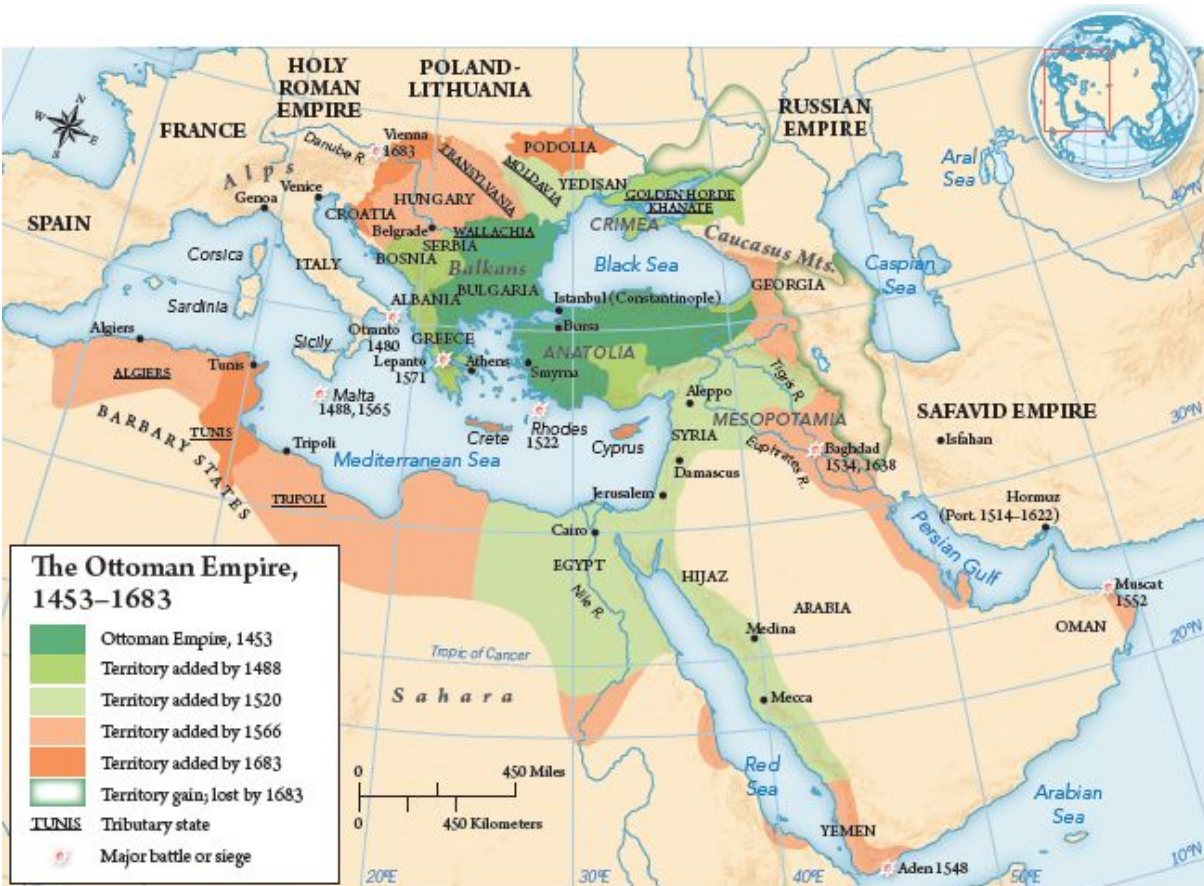 HOLY
ROMAN
EMPIRE
POLAND-
LITHUANIA
RUSSIAN
EMPIRE
N
W
E
S
FRANCE
Vienna
1683
Danube R.
PODOLIA
Aral
Sea
40°N
Alps
Venice
Genoa
TRANSYLVANIA
MOLDAVIA
YEDISAN
GOLDEN HORDE
KHANATE
HUNGARY
CROATIA
SPAIN
Belgrade
WALLACHIA
CRIMEA
Caucasus Mts.
SERBIA
BOSNIA
Corsica
ITALY
Balkans
Black Sea
Caspian
Sea
BULGARIA
GEORGIA
ALBANIA
Istanbul (Constantinople)
Sardinia
Otranto
1480
Bursa
Algiers
Sicily
GREECE
Lepanto
1571
Athens
ANATOLIA
Smyrna
30°N
ALGIERS
Tunis
Tigris R.
Malta
1488, 1565
Aleppo
MESOPOTAMIA
SAFAVID EMPIRE
BARBARY STATES
TUNIS
Rhodes
1522
Crete
Cyprus
SYRIA
Isfahan
Tripoli
Baghdad
1534, 1638
Mediterranean Sea
Euphrates R.
Damascus
TRIPOLI
Jerusalem
Hormuz
(Port. 1514–1622)
Cairo
Persian Gulf
EGYPT
HIJAZ
Muscat
1552
Nile R.
ARABIA
OMAN
20°N
Medina
Tropic of Cancer
Sahara
Mecca
Red
Sea
Arabian
Sea
YEMEN
Aden 1548
10°N
20°E
30°E
40°E
50°E
The Ottoman Empire,
1453–1683
Ottoman Empire, 1453
Territory added by 1488
Territory added by 1520
Territory added by 1566
Territory added by 1683
Territory gain; lost by 1683
TUNIS Tributary state
Major battle or siege
0 450 Miles
0 450 Kilometers